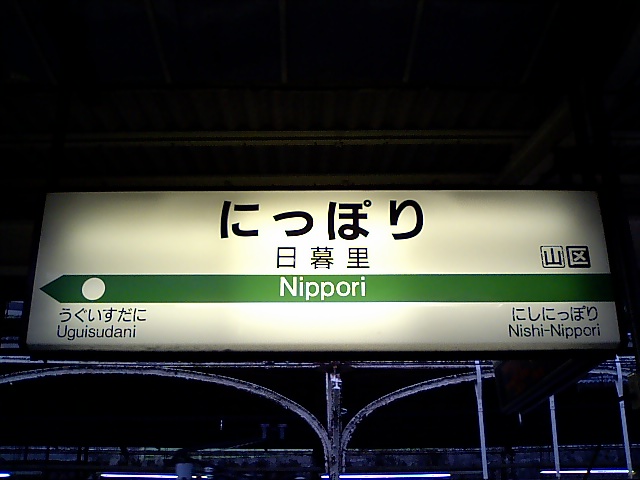 にっぽり
日暮里
山区
Nippori
うぐいすだに
Uguisudani
にしにっぽり
Nishi-Nippori